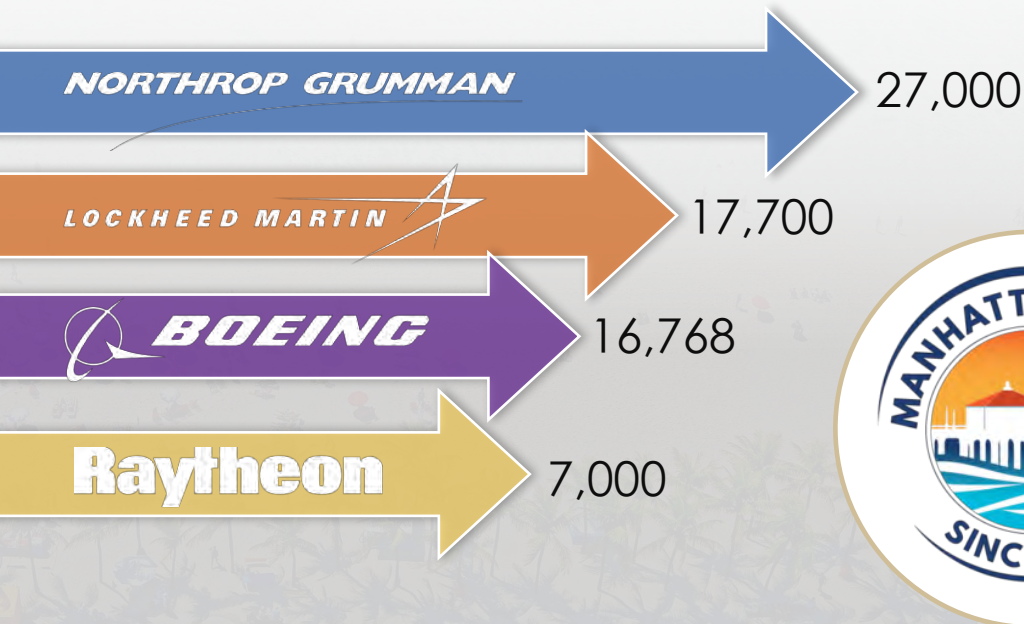 NORTHROP GRUMMAN
27,000
LOCKHEED MARTIN
17,700
BOEING
16,768
Raytheon
7,000